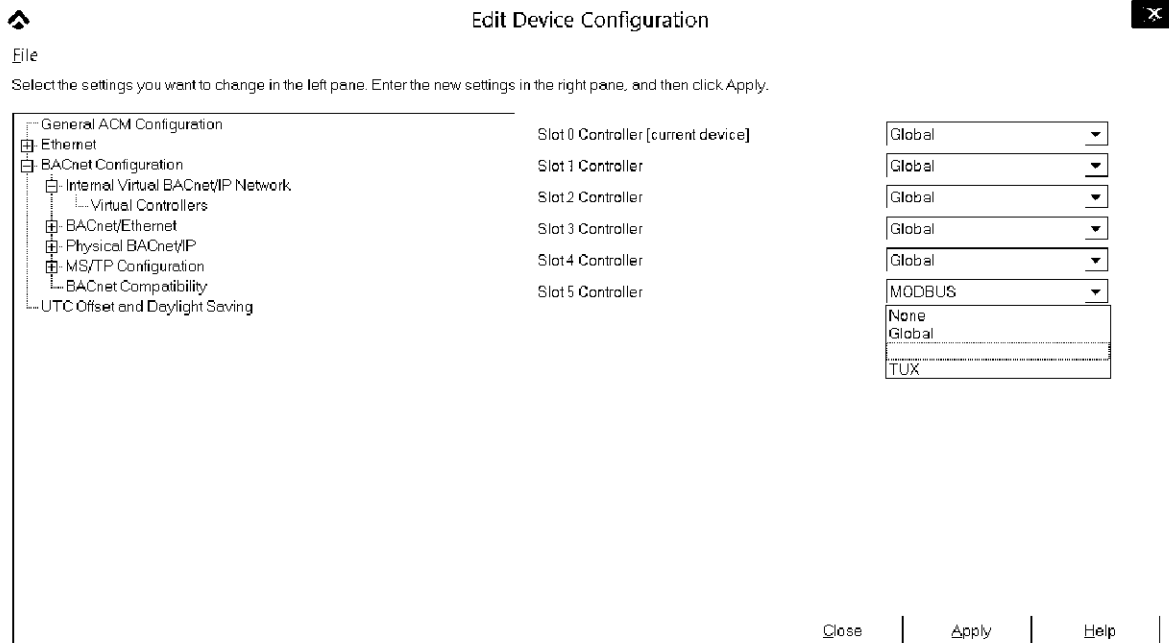 Edit Device Configuration
File
Select the settings you want to change in the left pane. Enter the new settings in the right pane, and then click Apply.
General ACM Configuration
Ethernet
BACnet Configuration
Internal Virtual BACnet/IP Network
Virtual Controllers
BACnet/Ethernet
Physical BACnet/IP
MS/TP Configuration
BACnet Compatibility
UTC Offset and Daylight Saving
Slot 0 Controller [current device] Global
Slot 1 Controller Global
Slot 2 Controller Global
Slot 3 Controller Global
Slot 4 Controller Global
Slot 5 Controller MODBUS
None
Global
TUX
Close Apply Help